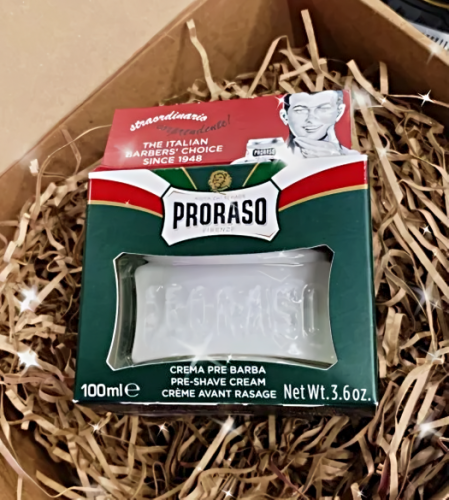 straordinario
sorprendente!
THE ITALIAN
BARBERS' CHOICE
SINCE 1948
PRORASO
PRORASO
FIRENZE
PRORASO
CREMA PRE BARBA
PRE-SHAVE CREAM
100ml e CRÈME AVANT RASAGE Net Wt. 3.6 oz.